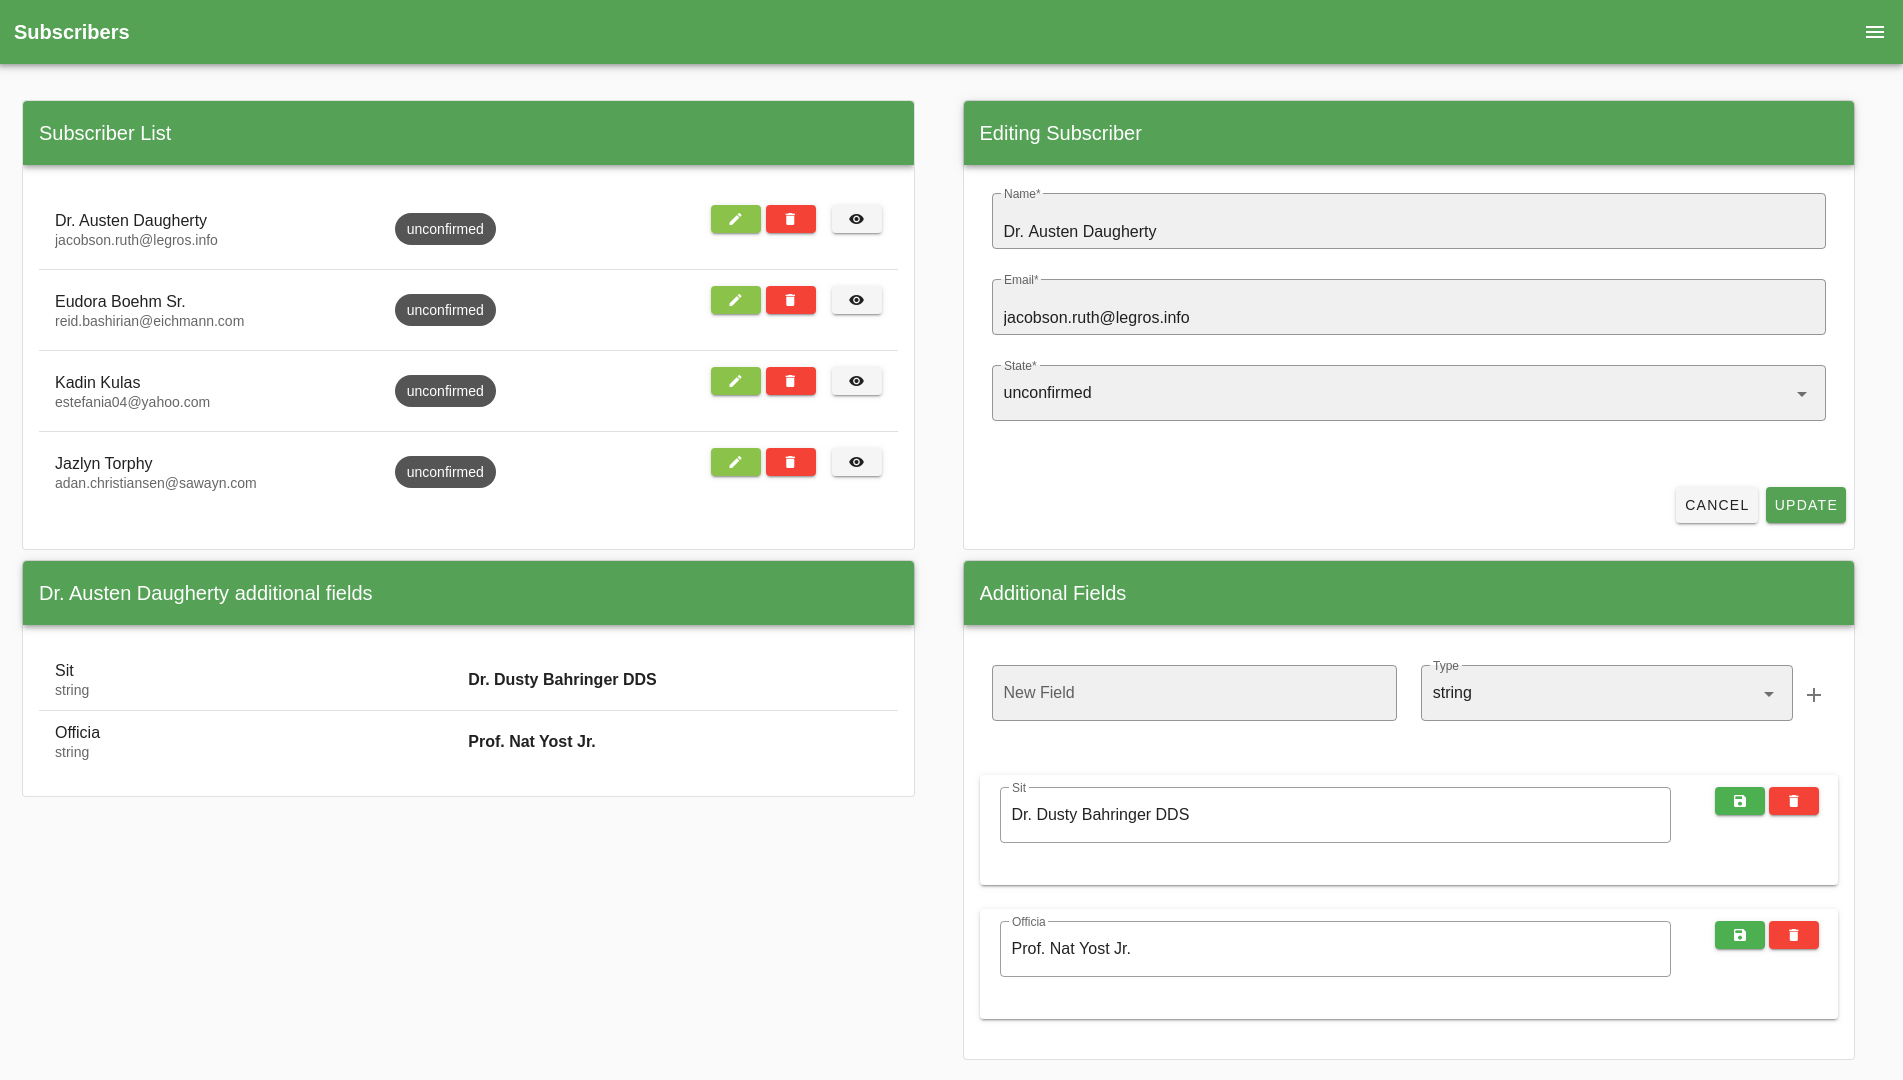 Subscribers
Subscriber List
Dr. Austen Daugherty
jacobson.ruth@legros.info
unconfirmed
Eudora Boehm Sr.
reid.bashirian@eichmann.com
unconfirmed
Kadin Kulas
estefania04@yahoo.com
unconfirmed
Jazlyn Torphy
adan.christiansen@sawayn.com
unconfirmed
Editing Subscriber
Name*
Dr. Austen Daugherty
Email*
jacobson.ruth@legros.info
State*
unconfirmed
CANCEL
UPDATE
Dr. Austen Daugherty additional fields
Sit
string
Dr. Dusty Bahringer DDS
Officia
string
Prof. Nat Yost Jr.
Additional Fields
New Field
Type
string
Sit
Dr. Dusty Bahringer DDS
Officia
Prof. Nat Yost Jr.